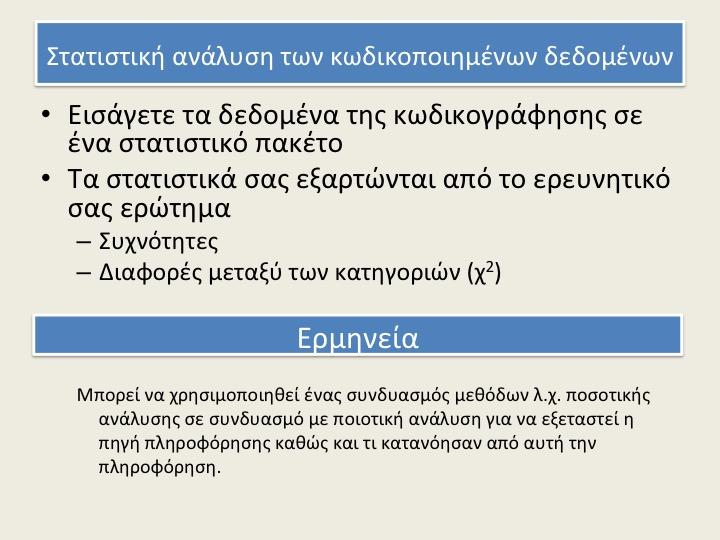 Στατιστική ανάλυση των κωδικοποιημένων δεδομένων
• Εισάγετε τα δεδομένα της κωδικογράφησης σε
ένα στατιστικό πακέτο
• Τα στατιστικά σας εξαρτώνται από το ερευνητικό
σας ερώτημα
– Συχνότητες
– Διαφορές μεταξύ των κατηγοριών (χ²)
Ερμηνεία
Μπορεί να χρησιμοποιηθεί ένας συνδυασμός μεθόδων λ.χ. ποσοτικής
ανάλυσης σε συνδυασμό με ποιοτική ανάλυση για να εξεταστεί η
πηγή πληροφόρησης καθώς και τι κατανόησαν από αυτή την
πληροφόρηση.